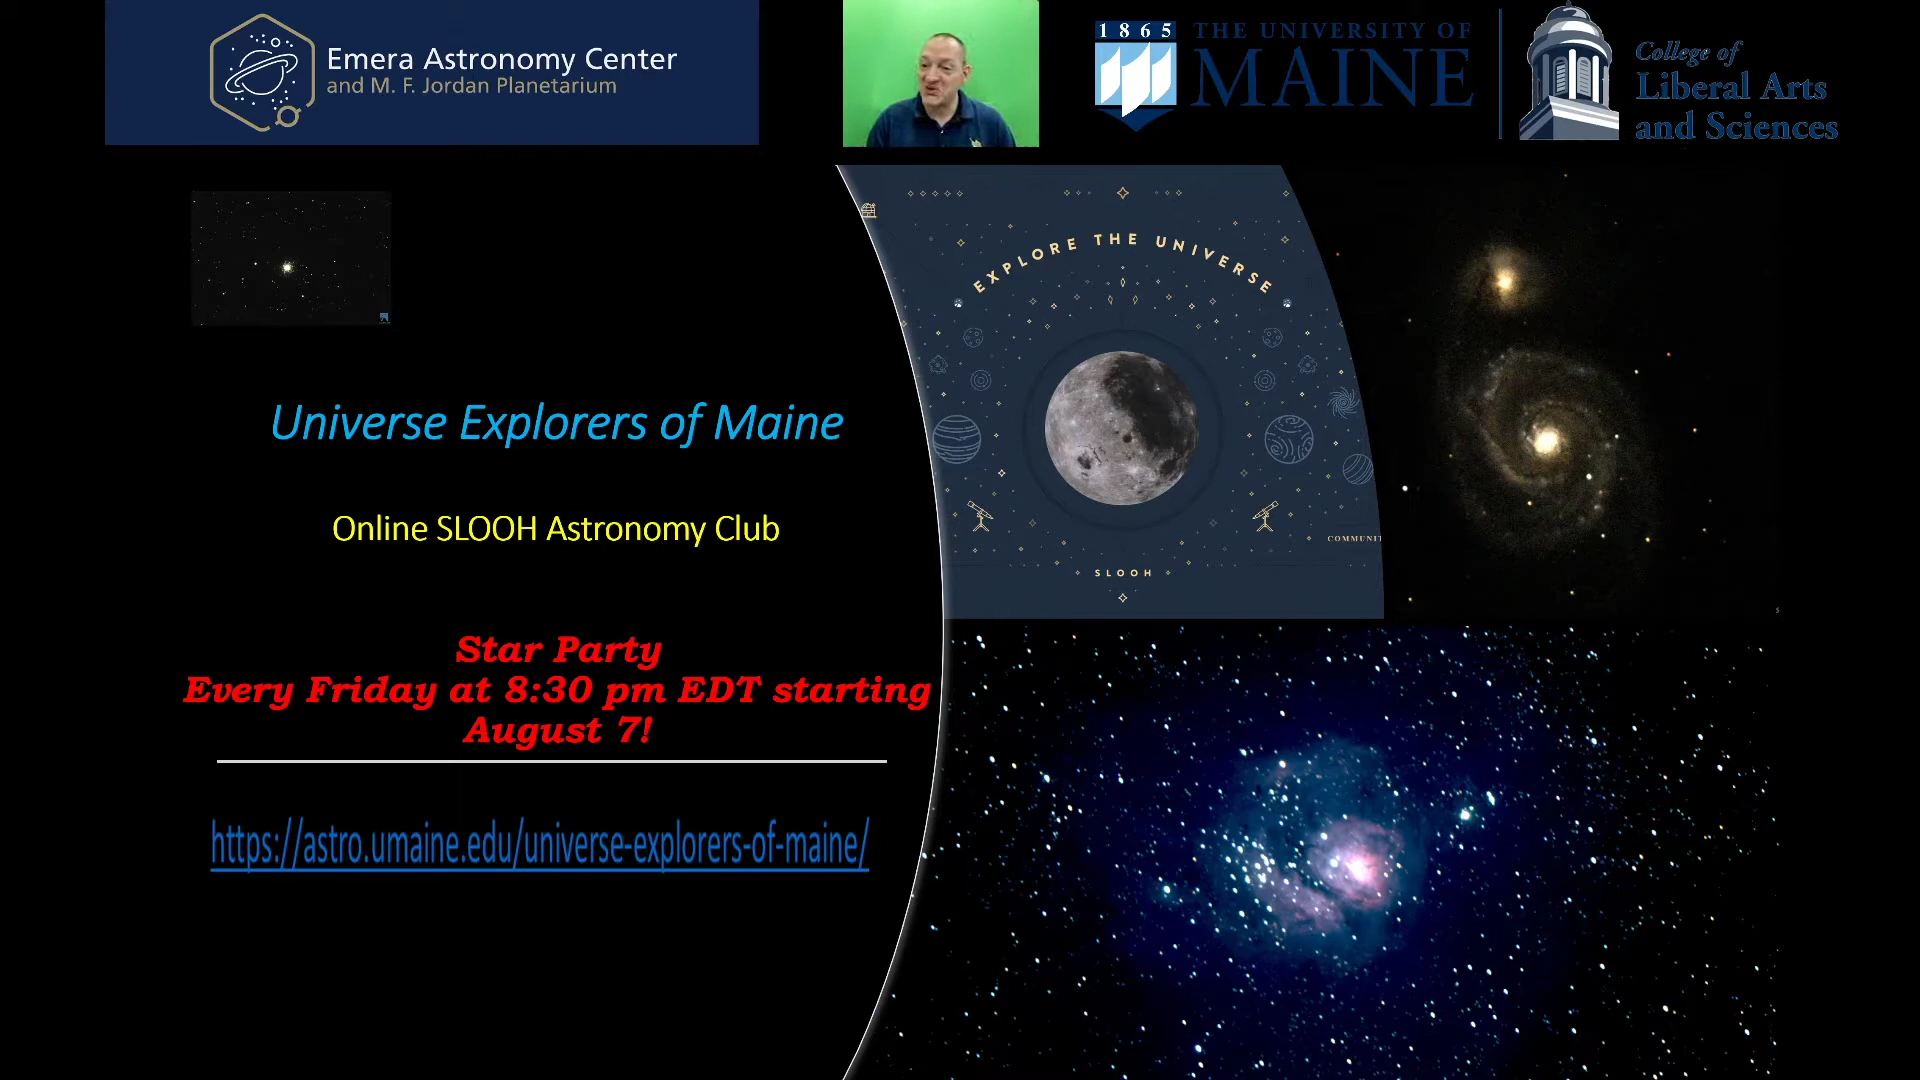 Emera Astronomy Center
and M. F. Jordan Planetarium
1865
THE UNIVERSITY OF
MAINE
College of
Liberal Arts
and Sciences
EXPLORE THE UNIVERSE
Universe Explorers of Maine
Online SLOOH Astronomy Club
COMMUNIT
SLOOH
Star Party
Every Friday at 8:30 pm EDT starting
August 7!
https://astro.umaine.edu/universe-explorers-of-maine/